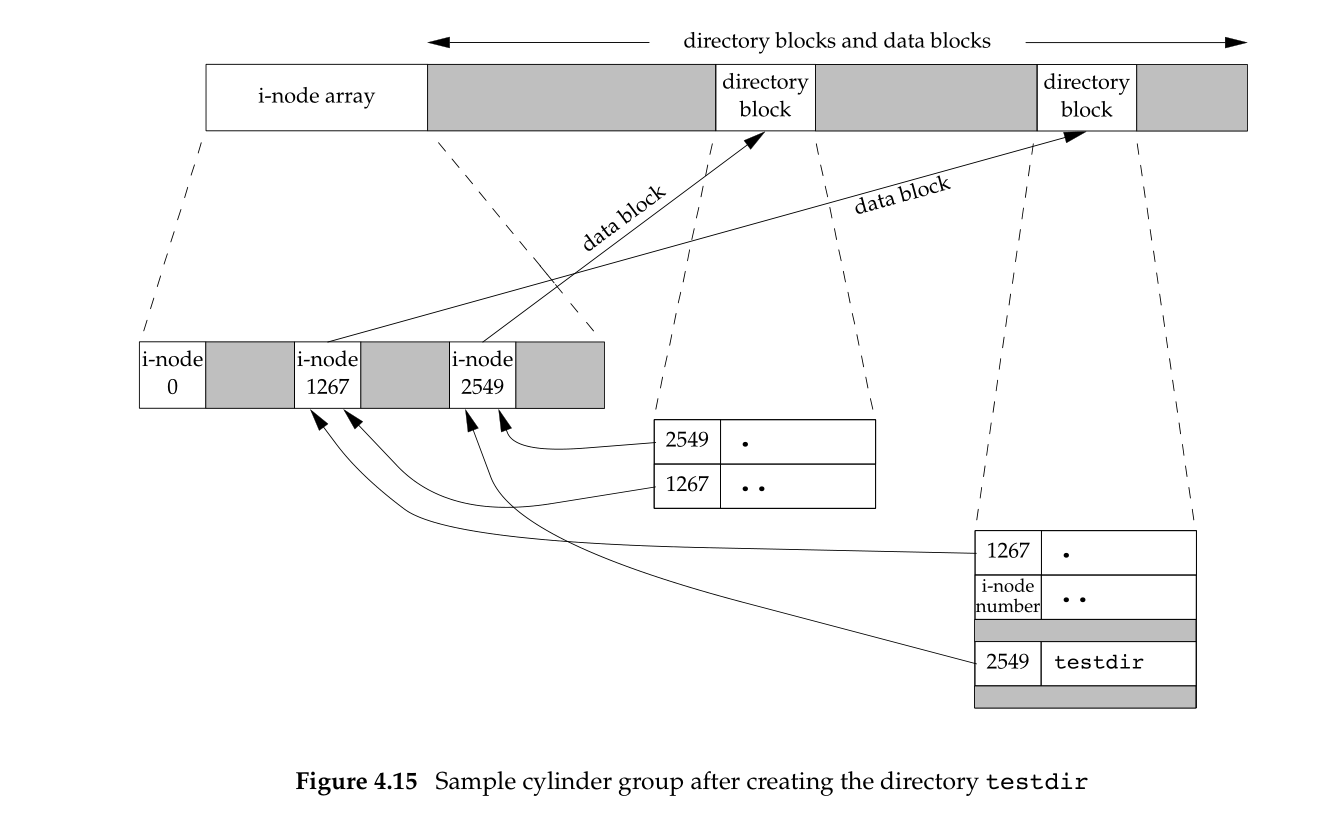 directory blocks and data blocks
i-node array
directory
block
directory
block
data block
data block
i-node
0
i-node
1267
i-node
2549
2549 .
1267 ..
1267 .
i-node
number ..
2549 testdir
Figure 4.15 Sample cylinder group after creating the directory testdir